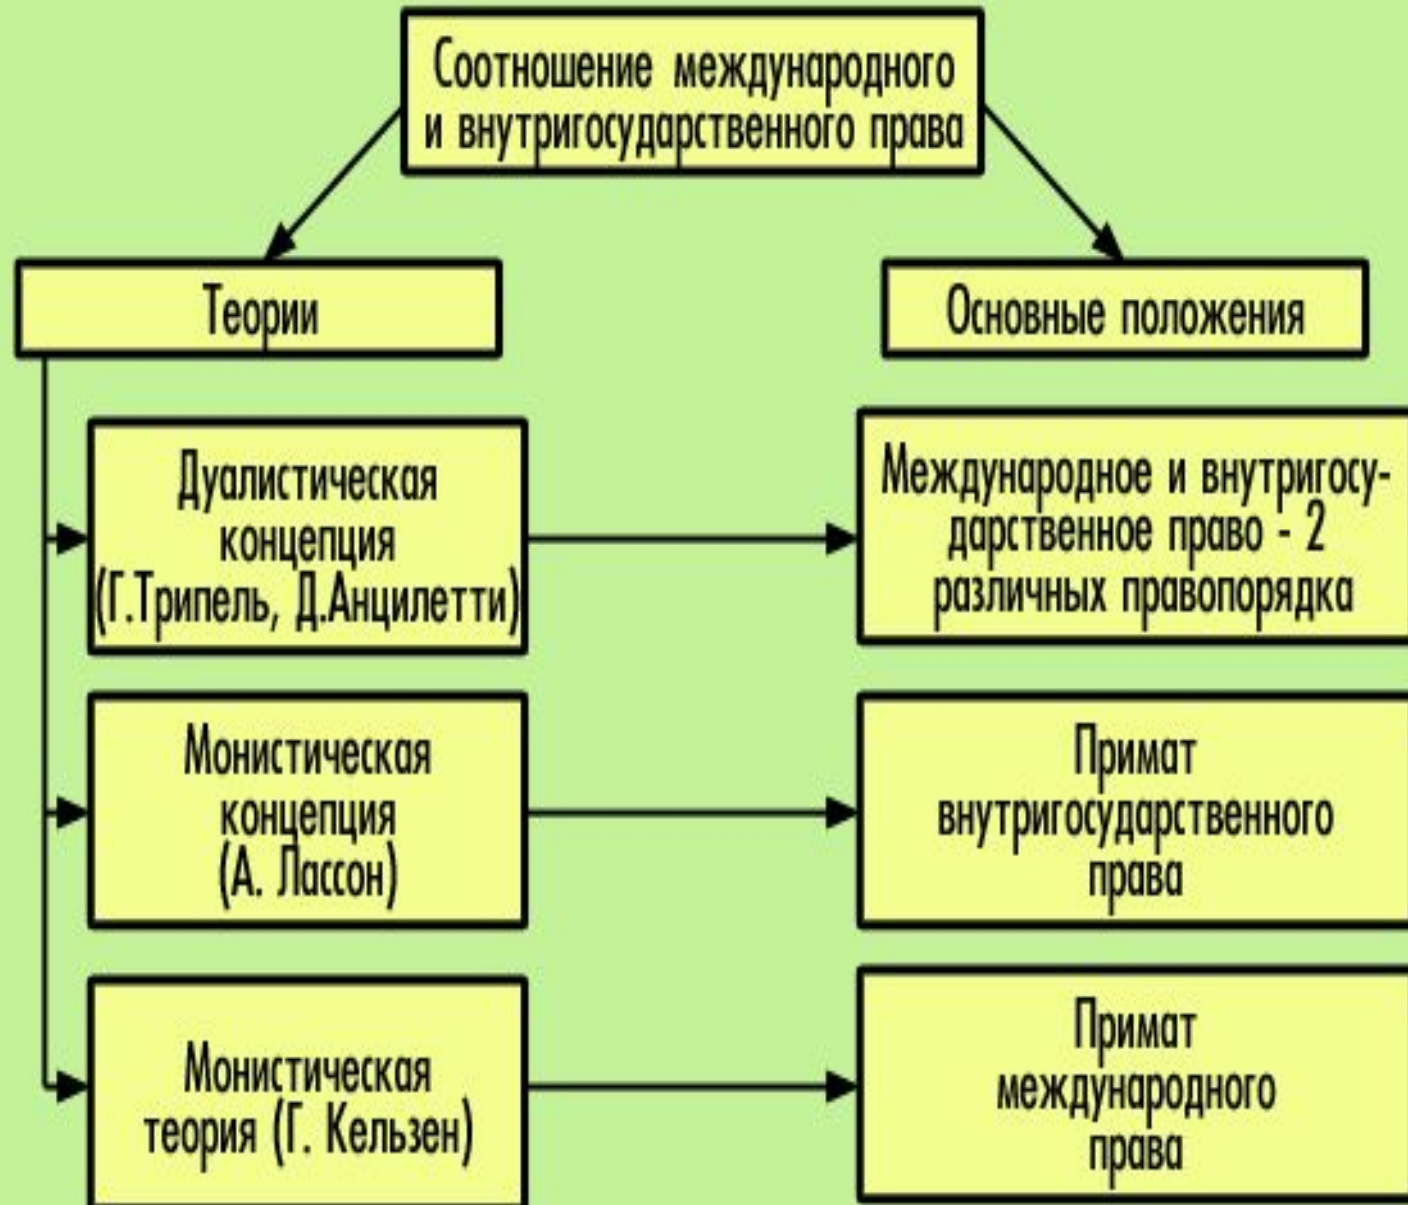 Соотношение международного
и внутригосударственного права
Теории
Основные положения
Дуалистическая
концепция
(Г.Трипель, Д.Анцилетти)
Международное и внутригосу-
дарственное право - 2
различных правопорядка
Монистическая
концепция
(А. Лассон)
Примат
внутригосударственного
права
Монистическая
теория (Г. Кельзен)
Примат
международного
права